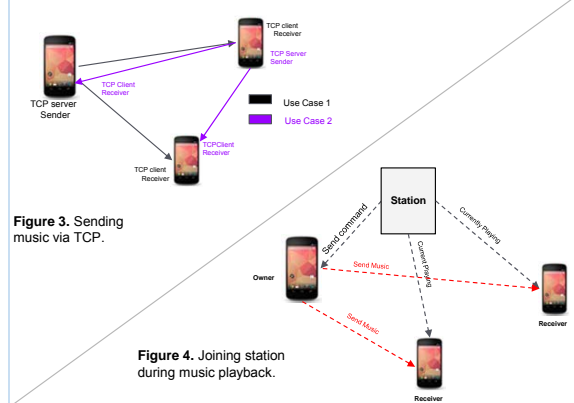 TCP client
Receiver
TCP Server
Sender
TCP Client
Receiver
TCP server
Sender
Use Case 1
Use Case 2
TCPClient
Receiver
TCP client
Receiver
Figure 3. Sending
music via TCP.
Station
Send command
Currently Playing
Current Playing
Owner
Send Music
Send Music
Receiver
Figure 4. Joining station
during music playback.
Receiver